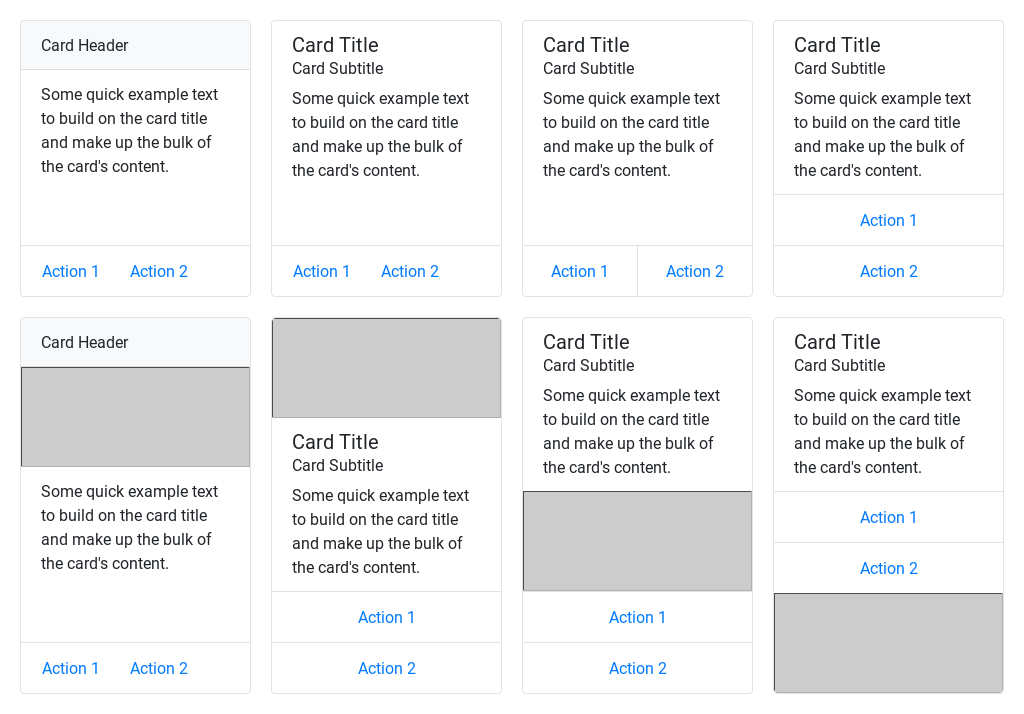 Card Header
Some quick example text
to build on the card title
and make up the bulk of
the card's content.
Action 1
Action 2
Card Title
Card Subtitle
Some quick example text
to build on the card title
and make up the bulk of
the card's content.
Action 1
Action 2
Card Title
Card Subtitle
Some quick example text
to build on the card title
and make up the bulk of
the card's content.
Action 1
Action 2
Card Title
Card Subtitle
Some quick example text
to build on the card title
and make up the bulk of
the card's content.
Action 1
Action 2
Card Header
Some quick example text
to build on the card title
and make up the bulk of
the card's content.
Action 1
Action 2
Card Title
Card Subtitle
Some quick example text
to build on the card title
and make up the bulk of
the card's content.
Action 1
Action 2
Card Title
Card Subtitle
Some quick example text
to build on the card title
and make up the bulk of
the card's content.
Action 1
Action 2
Card Title
Card Subtitle
Some quick example text
to build on the card title
and make up the bulk of
the card's content.
Action 1
Action 2